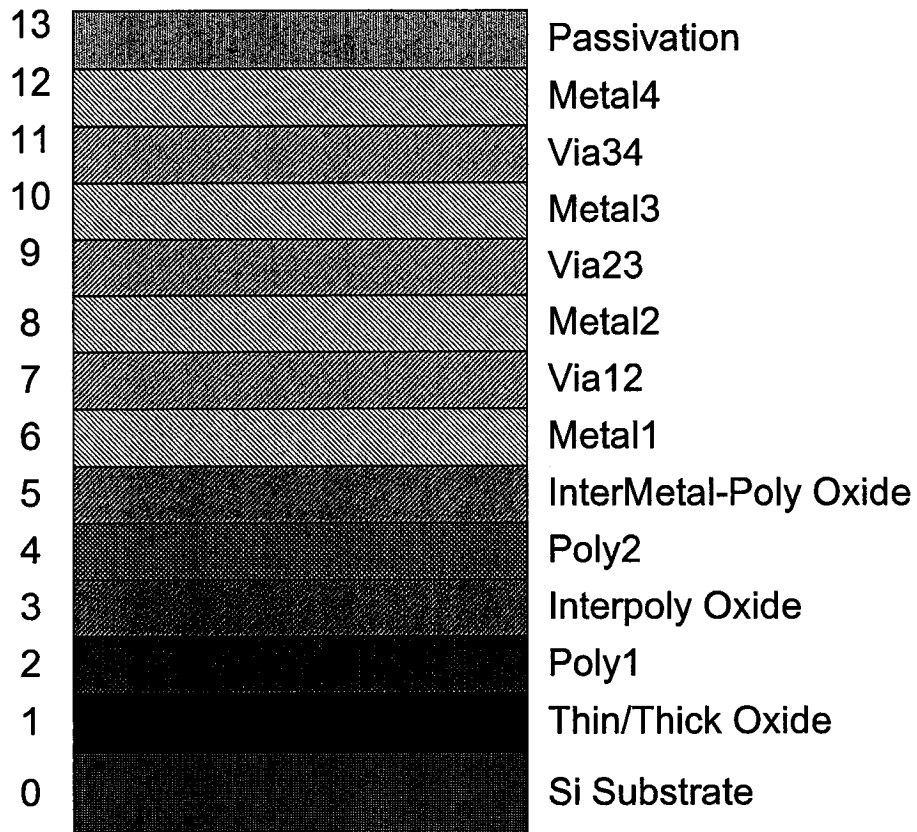 13 Passivation
12 Metal4
11 Via34
10 Metal3
9 Via23
8 Metal2
7 Via12
6 Metal1
5 InterMetal-Poly Oxide
4 Poly2
3 Interpoly Oxide
2 Poly1
1 Thin/Thick Oxide
0 Si Substrate